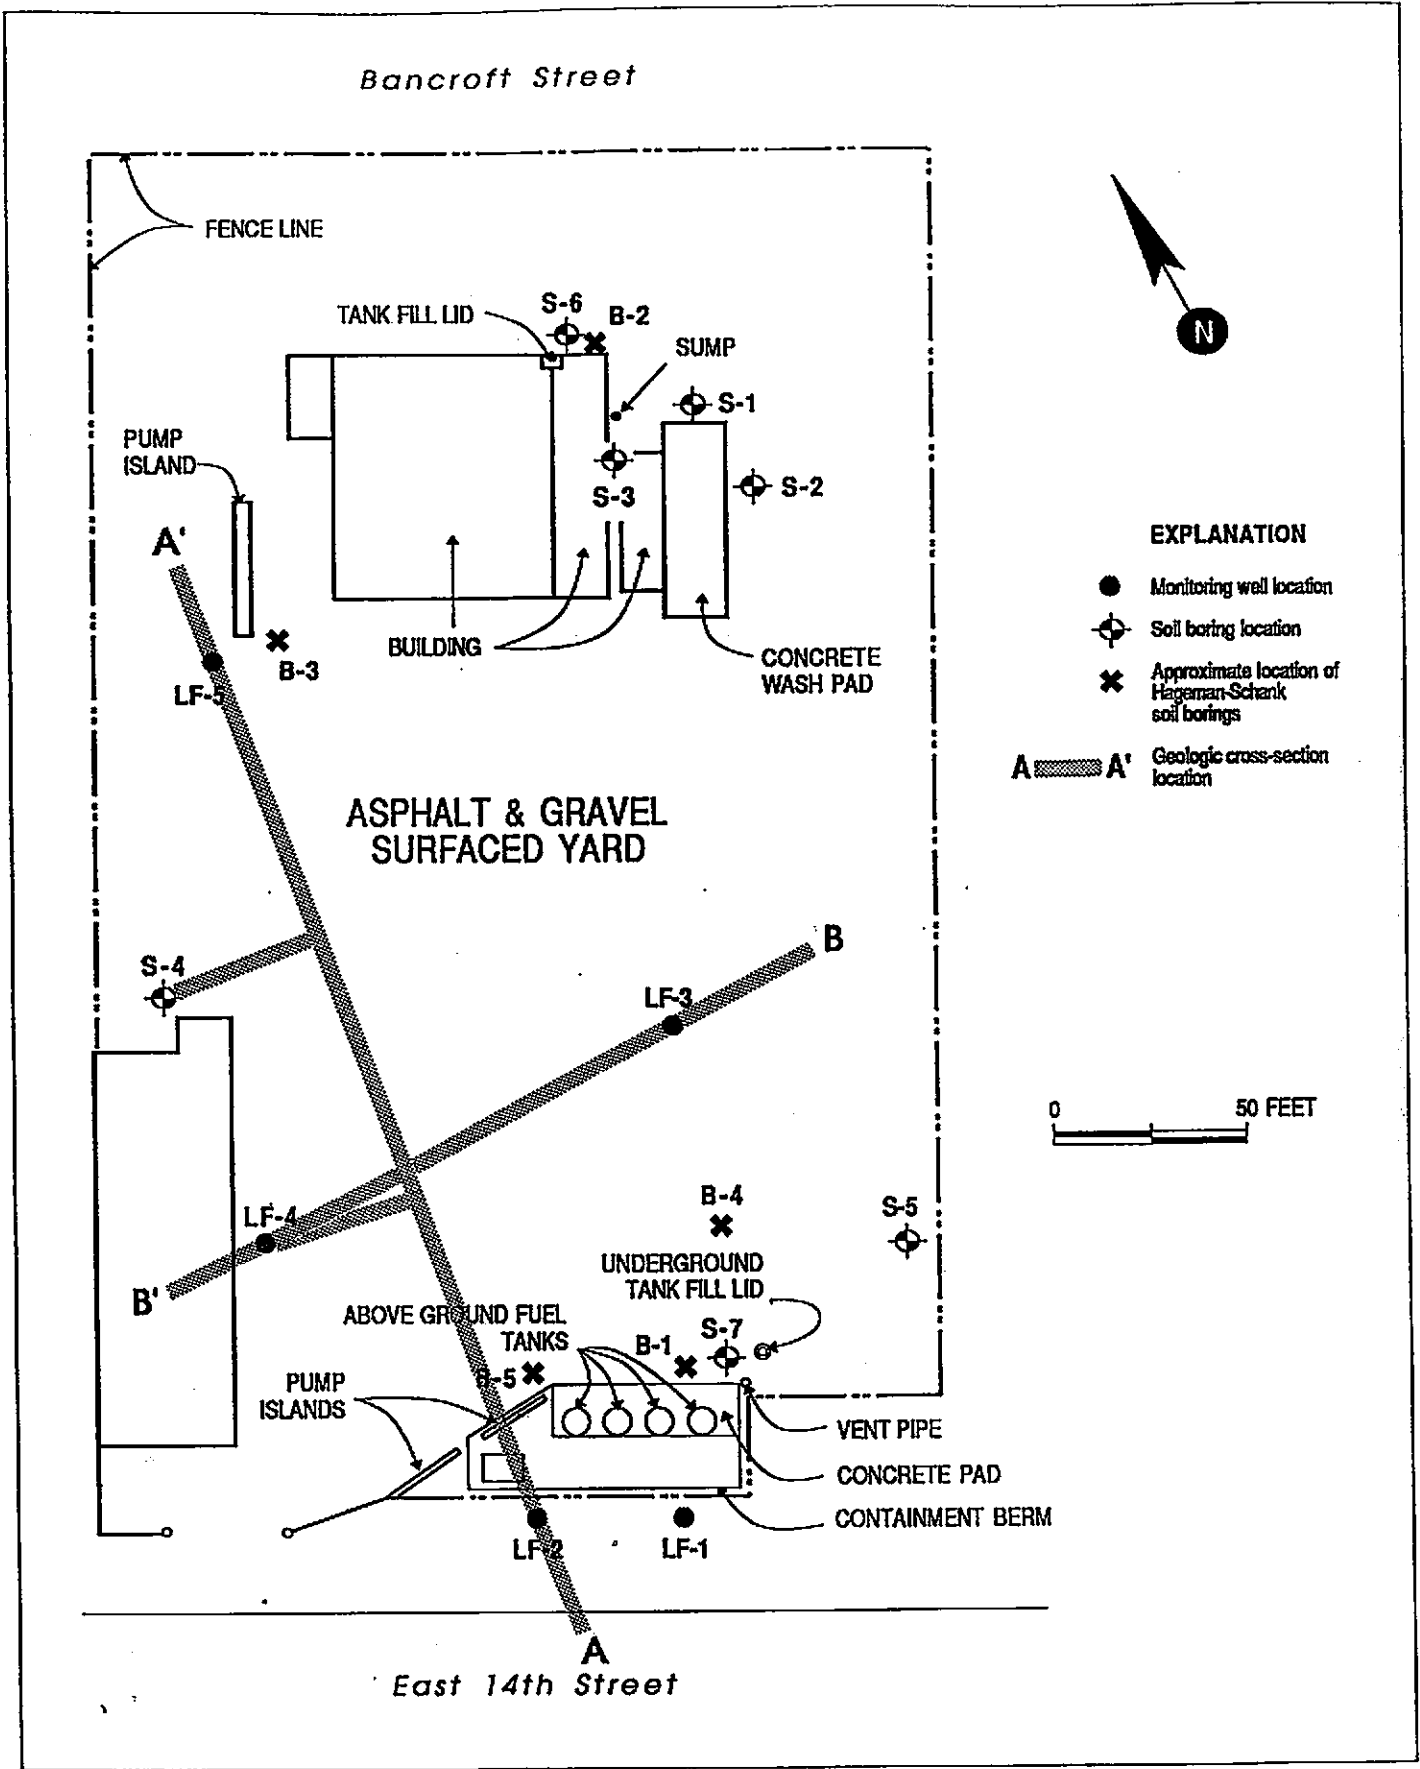 Bancroft Street
FENCE LINE
TANK FILL LID
S-6
B-2
SUMP
S-1
N
PUMP
ISLAND
S-3
S-2
A'
EXPLANATION
Monitoring well location
Soil boring location
Approximate location of
Hageman-Schank
soil borings
A A' Geologic cross-section
location
BUILDING
CONCRETE
WASH PAD
B-3
LF-5
ASPHALT & GRAVEL
SURFACED YARD
B
S-4
LF-3
0 50 FEET
B-4
S-5
LF-4
UNDERGROUND
TANK FILL LID
B'
ABOVE GROUND FUEL
TANKS
S-7
B-1
B-5
PUMP
ISLANDS
VENT PIPE
CONCRETE PAD
CONTAINMENT BERM
LF-2
LF-1
A
East 14th Street